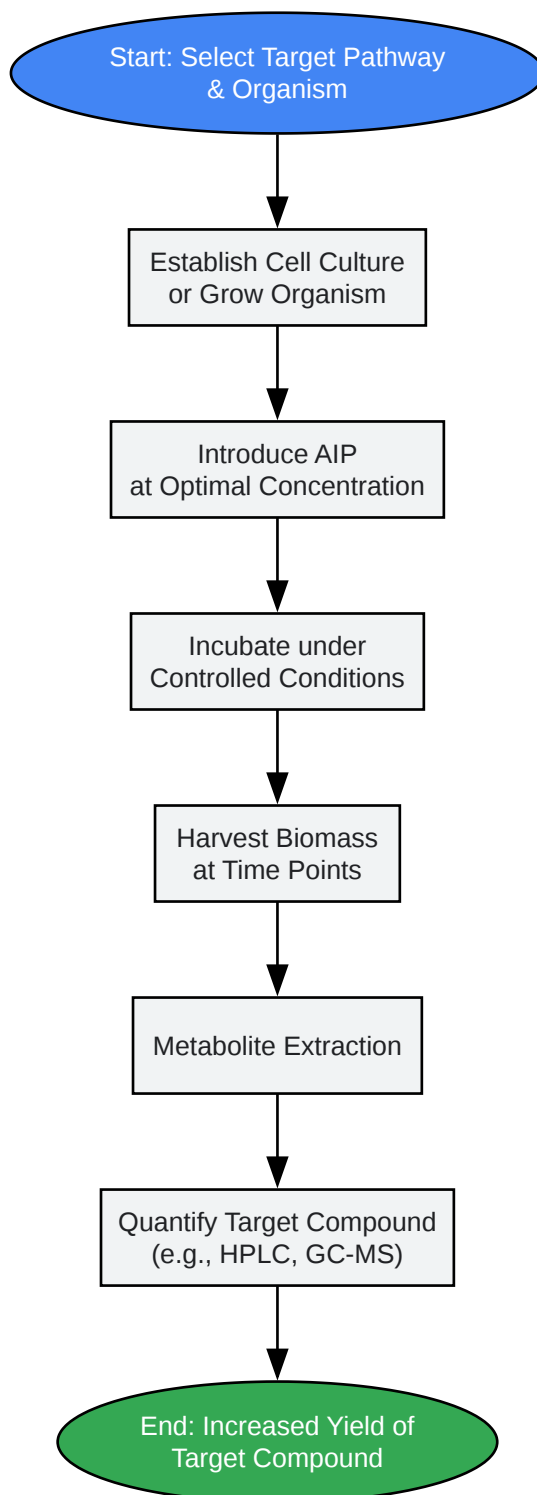 Start: Select Target Pathway
& Organism
Establish Cell Culture
or Grow Organism
Introduce AIP
at Optimal Concentration
Incubate under
Controlled Conditions
Harvest Biomass
at Time Points
Metabolite Extraction
Quantify Target Compound
(e.g., HPLC, GC-MS)
End: Increased Yield of
Target Compound